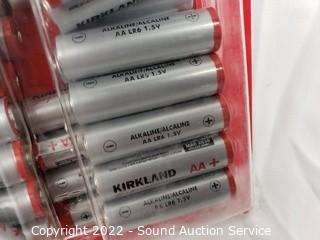 ALKALINE/ALCALINE
AA LR6 1.5V
KIRKLAND
ALKALINE/ALCALINE
AA LR6 1.5V
ALKALINE/ALCALINE
AA LR6 1.5V
KIRKLAND AA +
ALKALINE/ALCALINE
AA LR6 1.5V
Copyright 2022 - Sound Auction Service